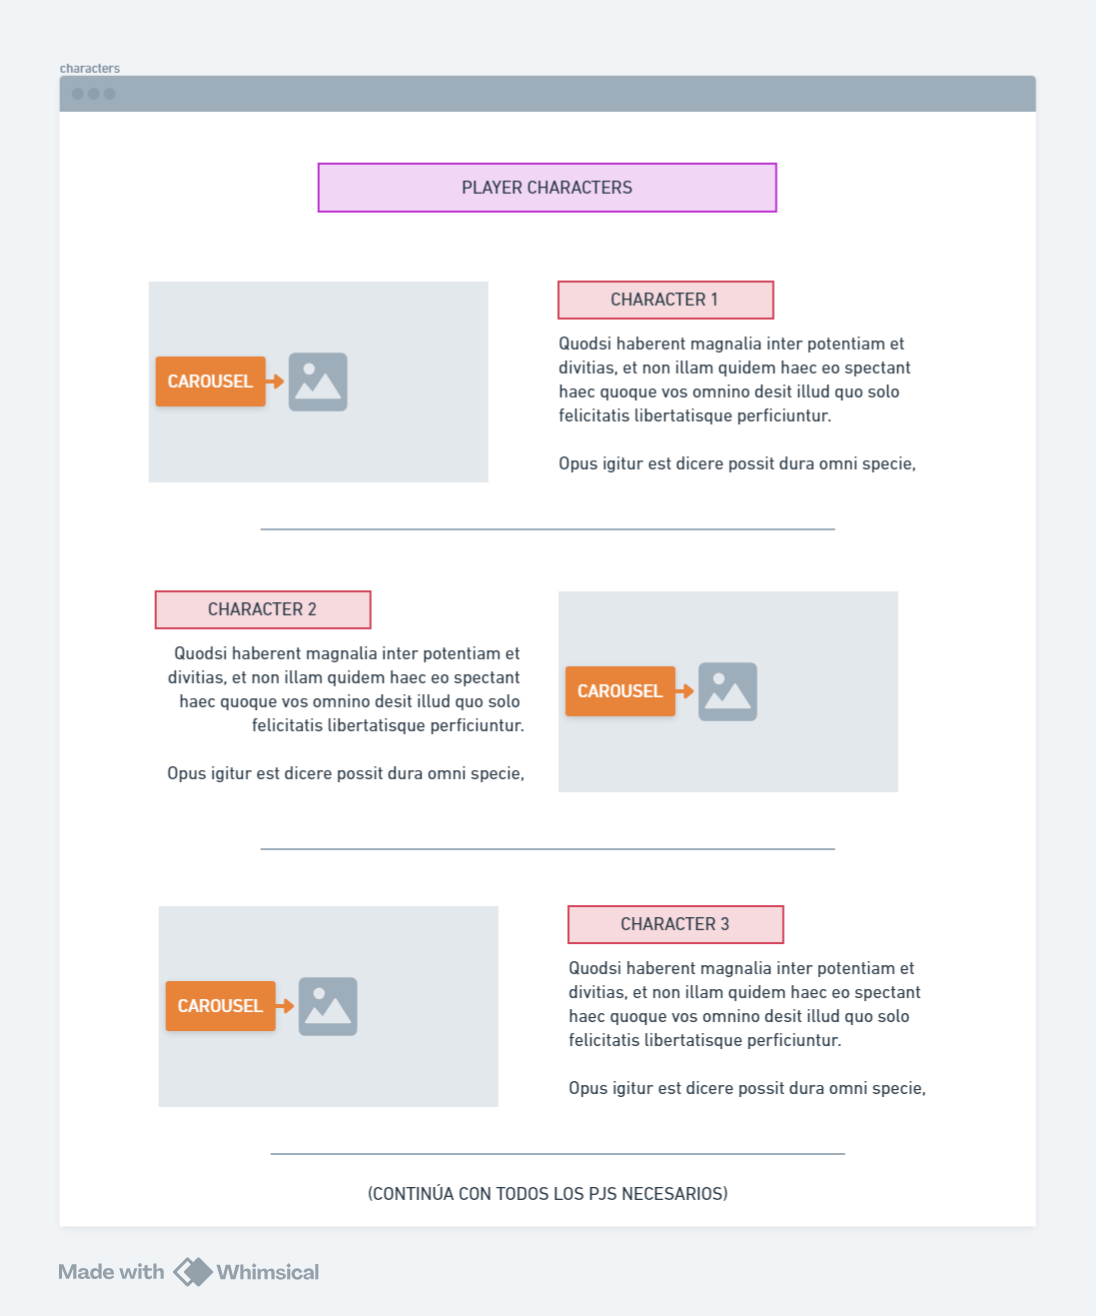 characters
PLAYER CHARACTERS
CAROUSEL
CHARACTER 1
Quodsi haberent magnalia inter potentiam et
divitias, et non illam quidem haec eo spectant
haec quoque vos omnino desit illud quo solo
felicitatis libertatisque perficiuntur.
Opus igitur est dicere possit dura omni specie,
CHARACTER 2
Quodsi haberent magnalia inter potentiam et
divitias, et non illam quidem haec eo spectant
haec quoque vos omnino desit illud quo solo
felicitatis libertatisque perficiuntur.
Opus igitur est dicere possit dura omni specie,
CAROUSEL
CAROUSEL
CHARACTER 3
Quodsi haberent magnalia inter potentiam et
divitias, et non illam quidem haec eo spectant
haec quoque vos omnino desit illud quo solo
felicitatis libertatisque perficiuntur.
Opus igitur est dicere possit dura omni specie,
(CONTINÚA CON TODOS LOS PJS NECESARIOS)
Made with Whimsical